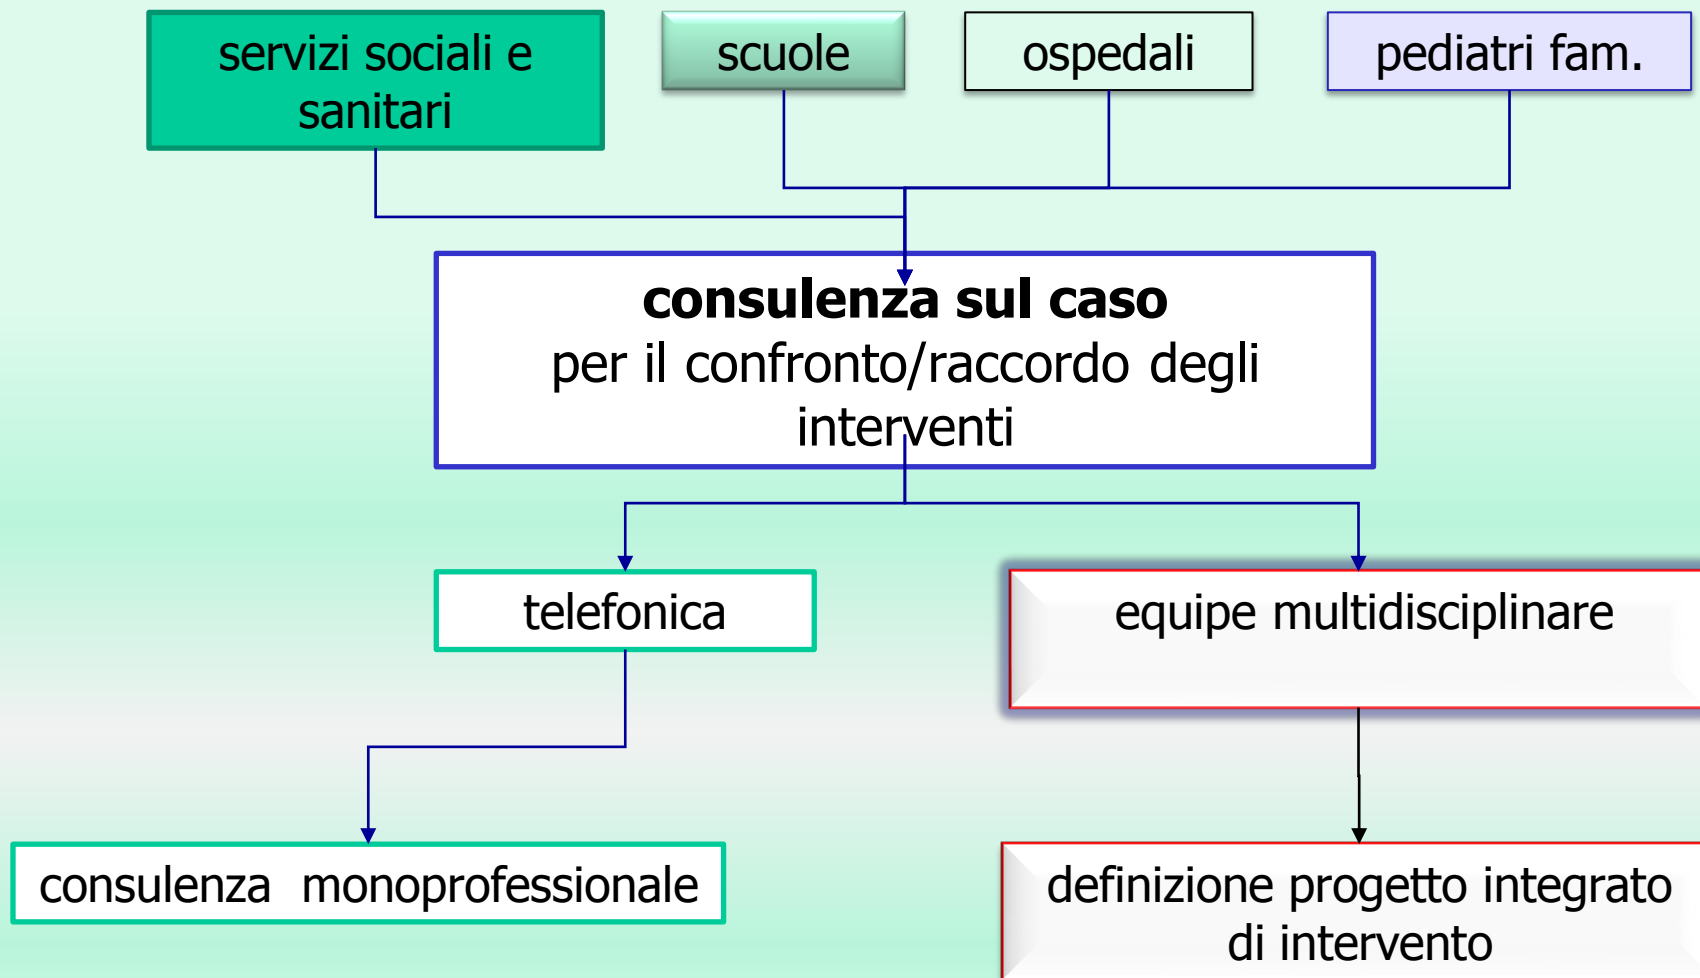 servizi sociali e
sanitari
scuole
ospedali
pediatri fam.
consulenza sul caso
per il confronto/raccordo degli
interventi
telefonica
equipe multidisciplinare
consulenza monoprofessionale
definizione progetto integrato
di intervento